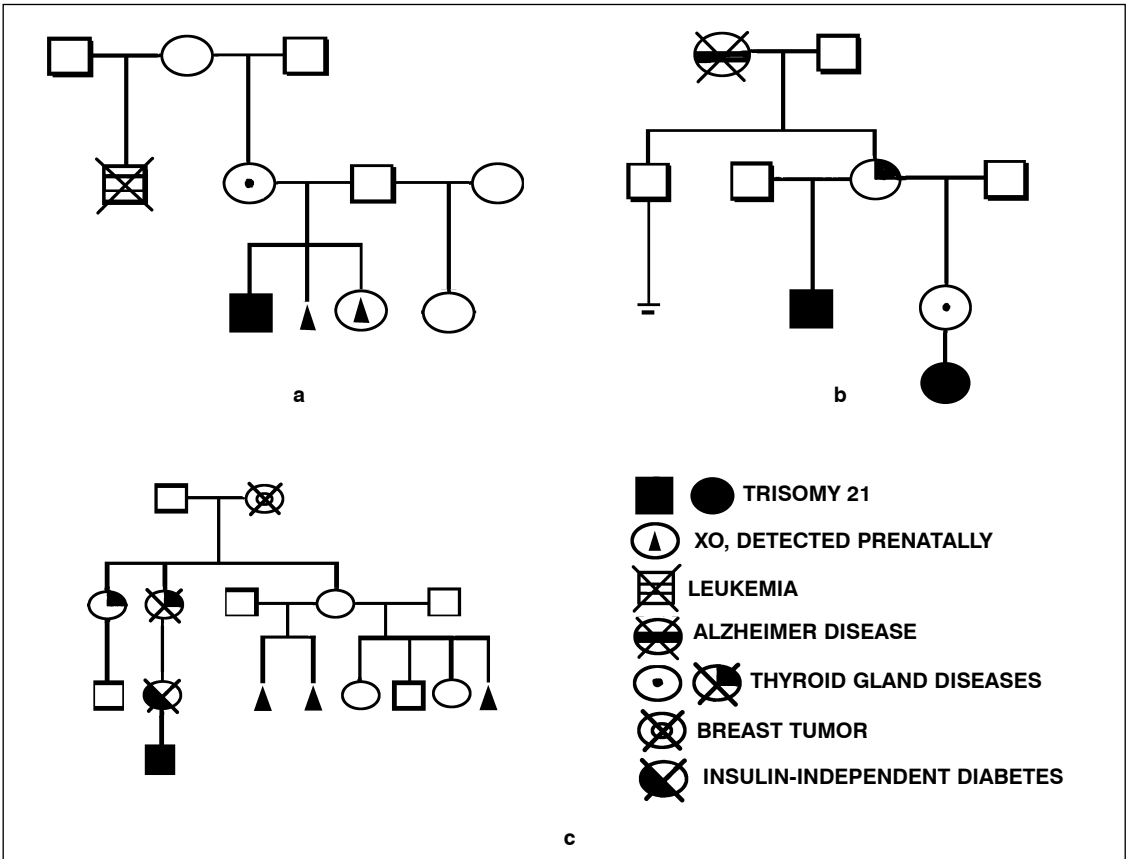 a
b
TRISOMY 21
XO, DETECTED PRENATALLY
LEUKEMIA
ALZHEIMER DISEASE
THYROID GLAND DISEASES
BREAST TUMOR
INSULIN-INDEPENDENT DIABETES
c